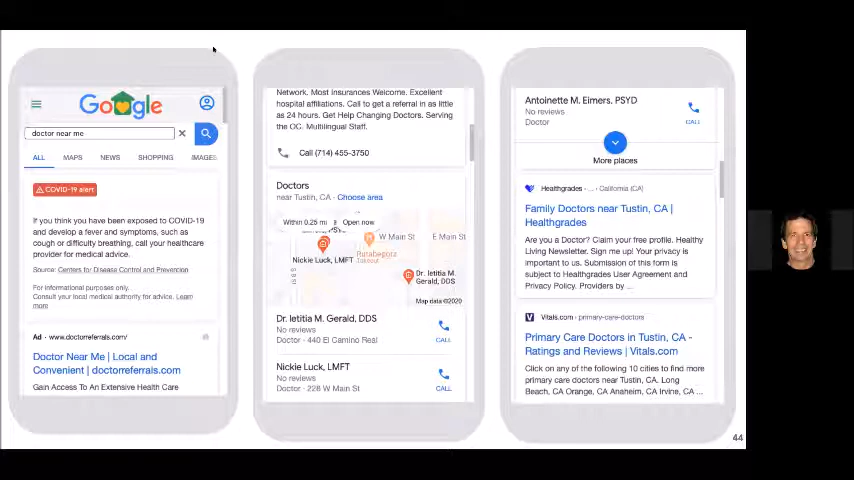 Google
doctor near me
ALL MAPS NEWS SHOPPING IMAGES
COVID-19 alert
If you think you have been exposed to COVID-19
and develop a fever and symptoms, such as
cough or difficulty breathing, call your healthcare
provider for medical advice.
Source: Centers for Disease Control and Prevention
For informational purposes only.
Consult your local medical authority for advice. Learn
more
Ad · www.doctorreferrals.com/
Doctor Near Me | Local and
Convenient | doctorreferrals.com
Gain Access To An Extensive Health Care
Network. Most Insurances Welcome. Excellent
hospital affiliations. Call to get a referral in as little
as 24 hours. Get Help Changing Doctors. Serving
the OC. Multilingual Staff.
Call (714) 455-3750
Doctors
near Tustin, CA · Choose area
Within 0.25 mi Open now
W Main St
E Main St
Nickie Luck, LMFT
Takeout
Dr. letitia M.
Gerald, DDS
Map data ©2020
Dr. letitia M. Gerald, DDS
No reviews
Doctor · 440 El Camino Real
CALL
Nickie Luck, LMFT
No reviews
Doctor · 228 W Main St
CALL
Antoinette M. Eimers, PSYD
No reviews
Doctor
CALL
More places
Healthgrades · ... · California (CA)
Family Doctors near Tustin, CA |
Healthgrades
Are you a Doctor? Claim your free profile. Healthy
Living Newsletter. Sign me up! Your privacy is
important to us. Submission of this form is
subject to Healthgrades User Agreement and
Privacy Policy. Providers by ...
Vitals.com · primary-care-doctors
Primary Care Doctors in Tustin, CA -
Ratings and Reviews | Vitals.com
Click on any of the following 10 cities to find more
primary care doctors near Tustin, CA. Long
Beach, CA Orange, CA Anaheim, CA Irvine, CA ...
44